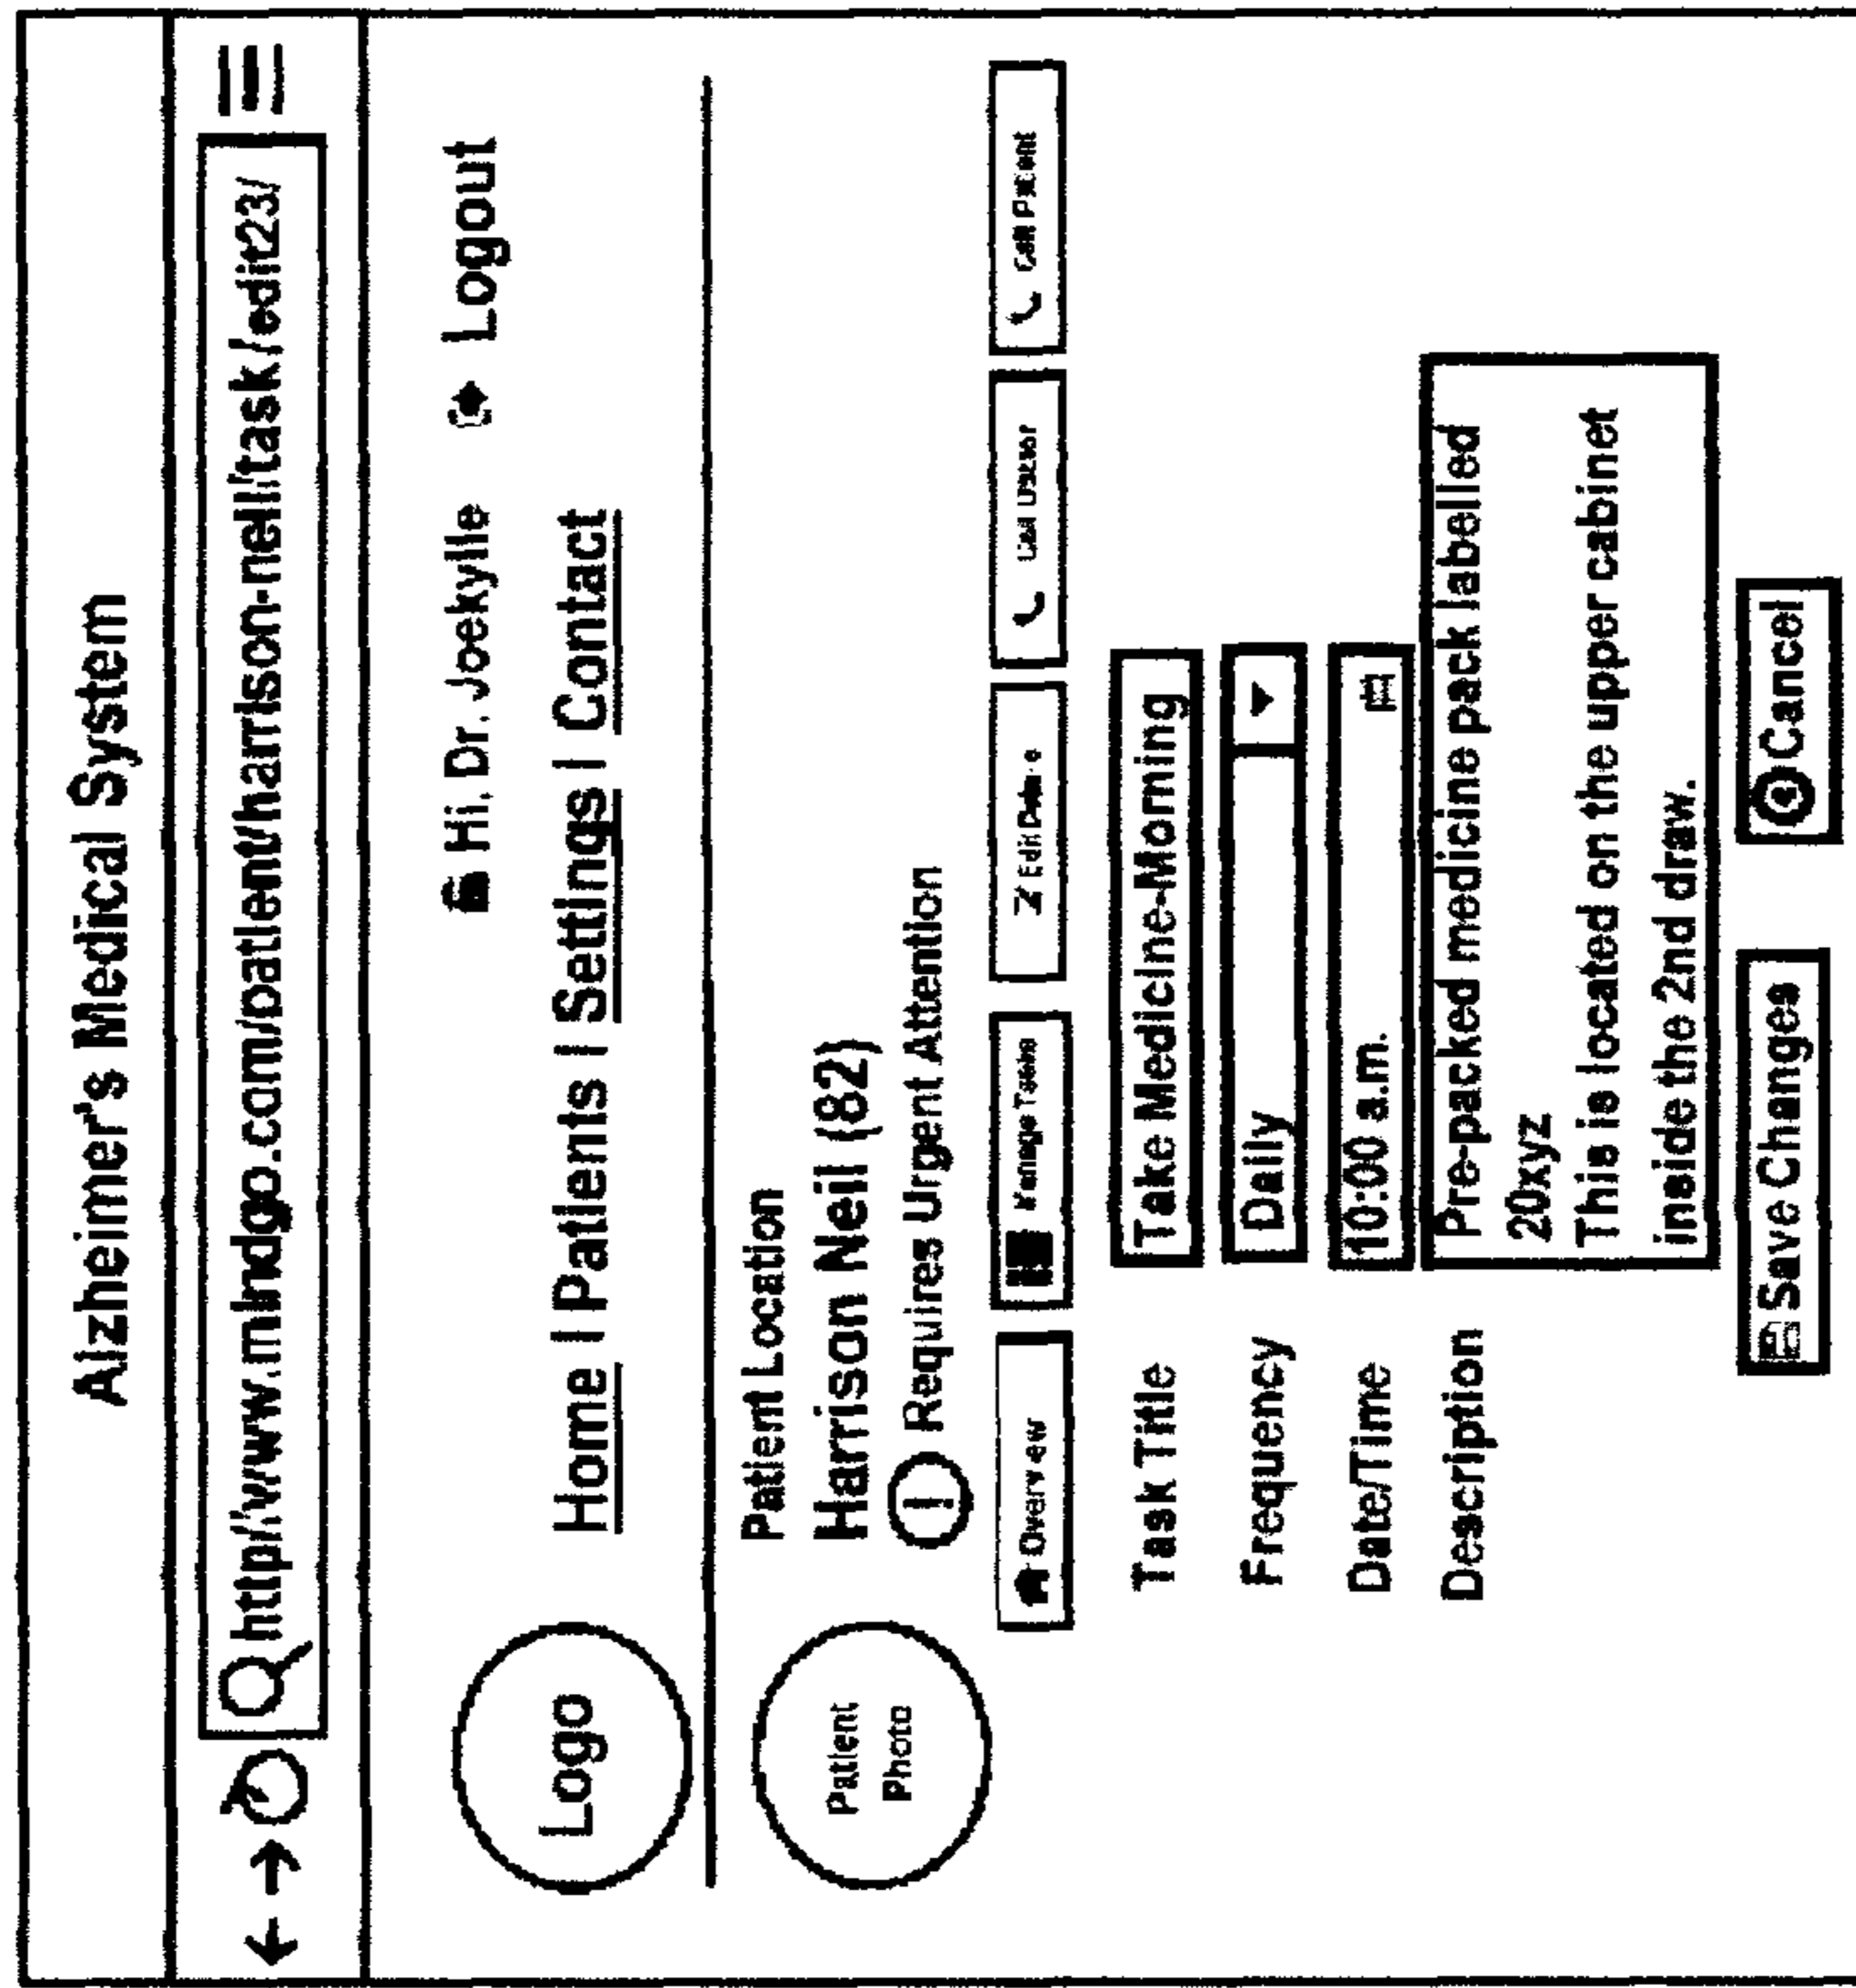 Alzheimer's Medical System
http//www.mindgo.com/patient/harrison-neil/task/edit23/
Hi, Dr. Joekylle
Logout
Logo
Home | Patients | Settings | Contact
Patient Location
Harrison Neil (82)
Requires Urgent Attention
Patient
Photo
Overview
Manage Tasks
Edit
Call Doctor
Call Patient
Task Title
Take Medicine-Morning
Frequency
Daily
Date/Time
10:00 a.m.
Description
Pre-packed medicine pack labelled
20xyz
This is located on the upper cabinet
inside the 2nd draw.
Save Changes
Cancel